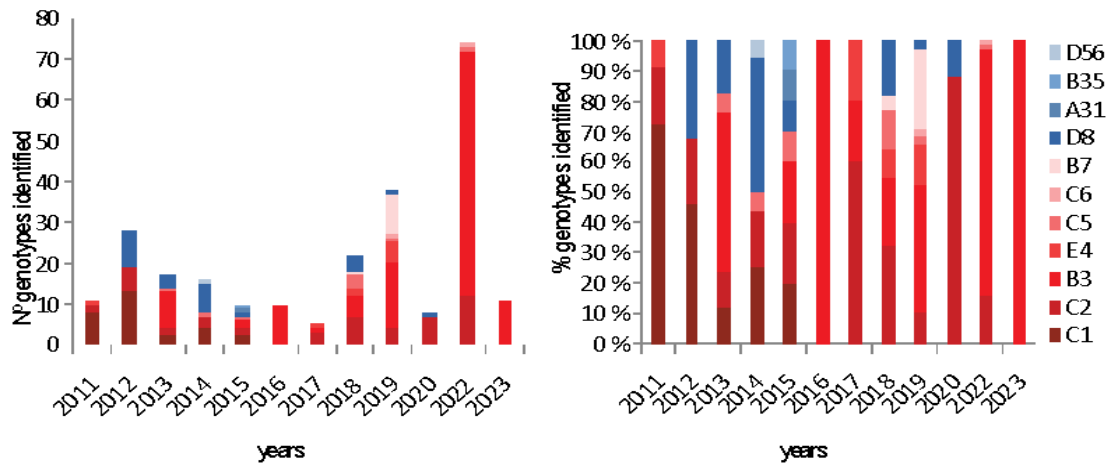 Nº genotypes identified
80
70
60
50
40
30
20
10
0
2011
2012
2013
2014
2015
2016
2017
2018
2019
2020
2022
2023
years
% genotypes identified
100 %
90 %
80 %
70 %
60 %
50 %
40 %
30 %
20 %
10 %
0 %
2011
2012
2013
2014
2015
2016
2017
2018
2019
2020
2022
2023
years
D56
B35
A31
D8
B7
C6
C5
E4
B3
C2
C1